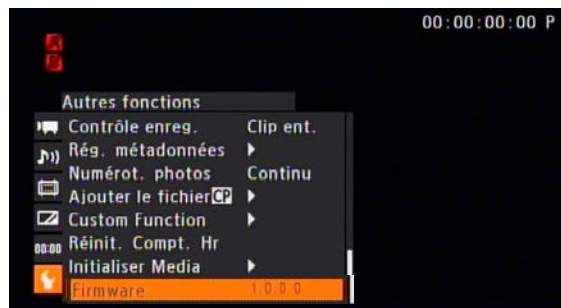 00:00:00:00 P
A
B
Autres fonctions
Contrôle enreg. Clip ent.
Rég. métadonnées
Numérot. photos Continu
Ajouter le fichier CP
Custom Function
00:00 Réinit. Compt. Hr
Initialiser Media
Firmware 1.0.0.0